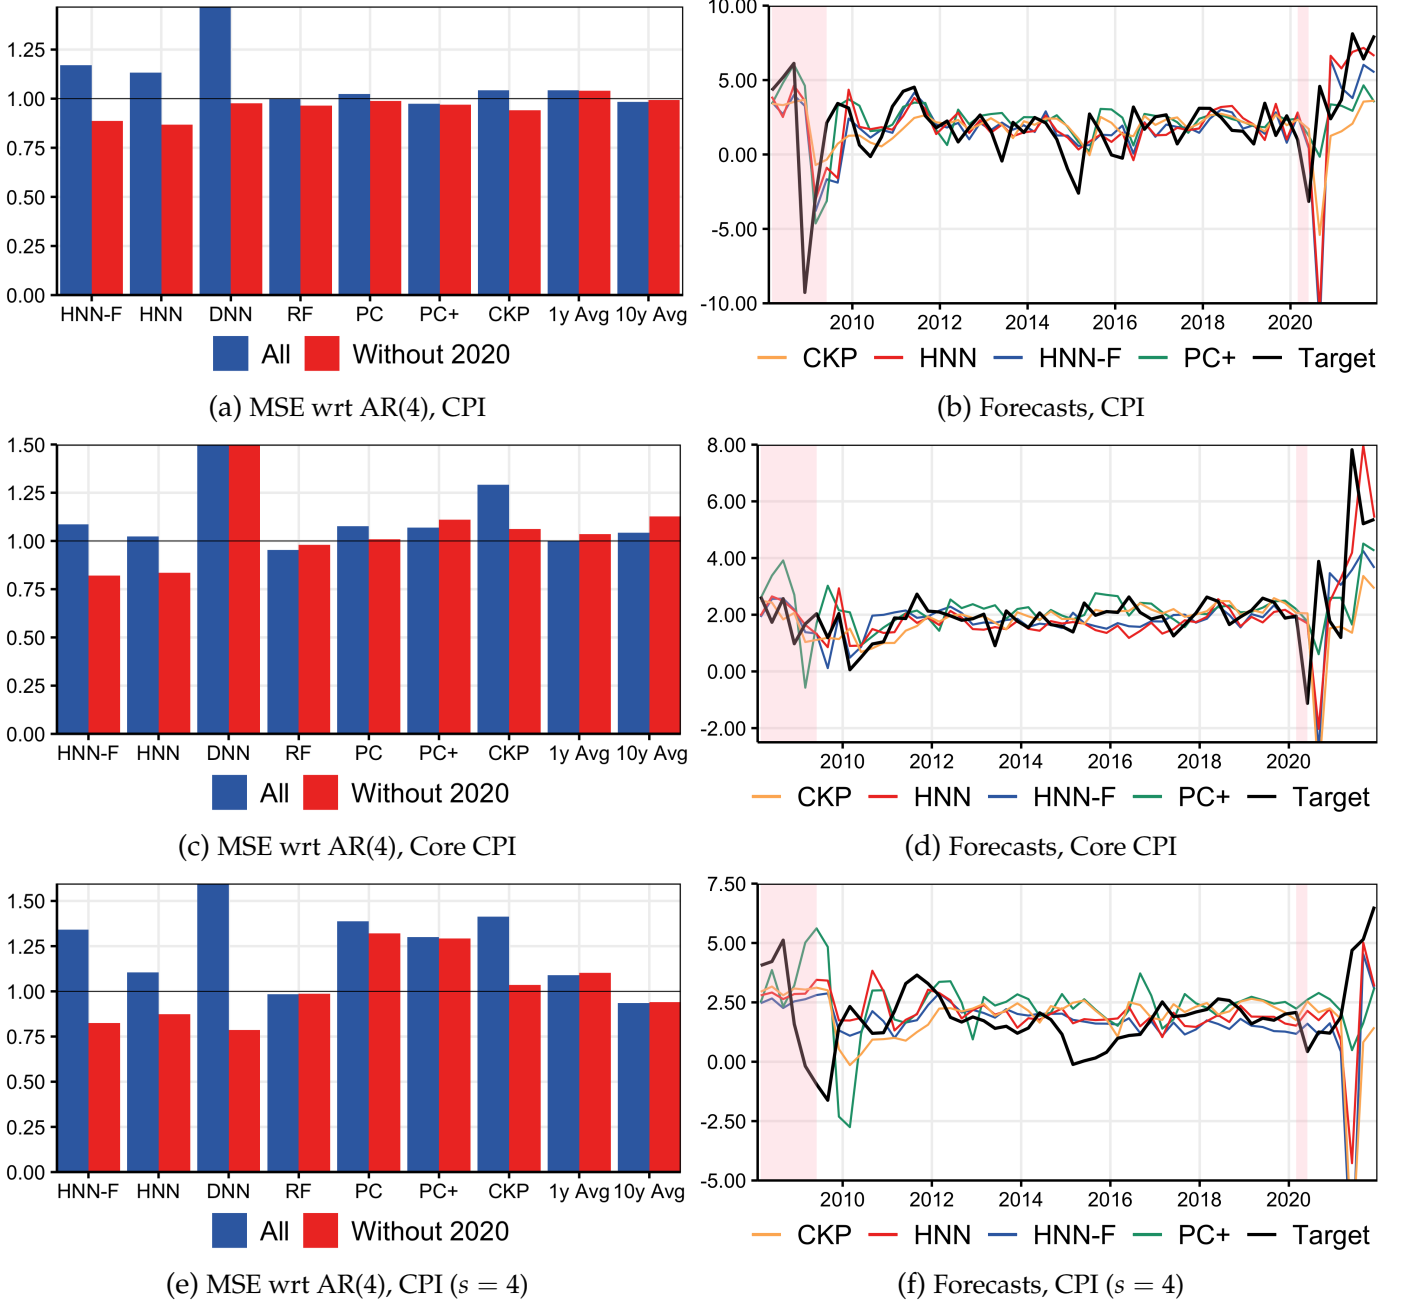 1.25
1.00
0.75
0.50
0.25
0.00
HNN-F HNN DNN RF PC PC+ CKP 1y Avg 10y Avg
All Without 2020
(a) MSE wrt AR(4), CPI
10.00
5.00
0.00
-5.00
-10.00
2010 2012 2014 2016 2018 2020
CKP HNN HNN-F PC+ Target
(b) Forecasts, CPI
1.50
1.25
1.00
0.75
0.50
0.25
0.00
HNN-F HNN DNN RF PC PC+ CKP 1y Avg 10y Avg
All Without 2020
(c) MSE wrt AR(4), Core CPI
8.00
6.00
4.00
2.00
0.00
-2.00
2010 2012 2014 2016 2018 2020
CKP HNN HNN-F PC+ Target
(d) Forecasts, Core CPI
1.50
1.25
1.00
0.75
0.50
0.25
0.00
HNN-F HNN DNN RF PC PC+ CKP 1y Avg 10y Avg
All Without 2020
(e) MSE wrt AR(4), CPI (s = 4)
7.50
5.00
2.50
0.00
-2.50
-5.00
2010 2012 2014 2016 2018 2020
CKP HNN HNN-F PC+ Target
(f) Forecasts, CPI (s = 4)